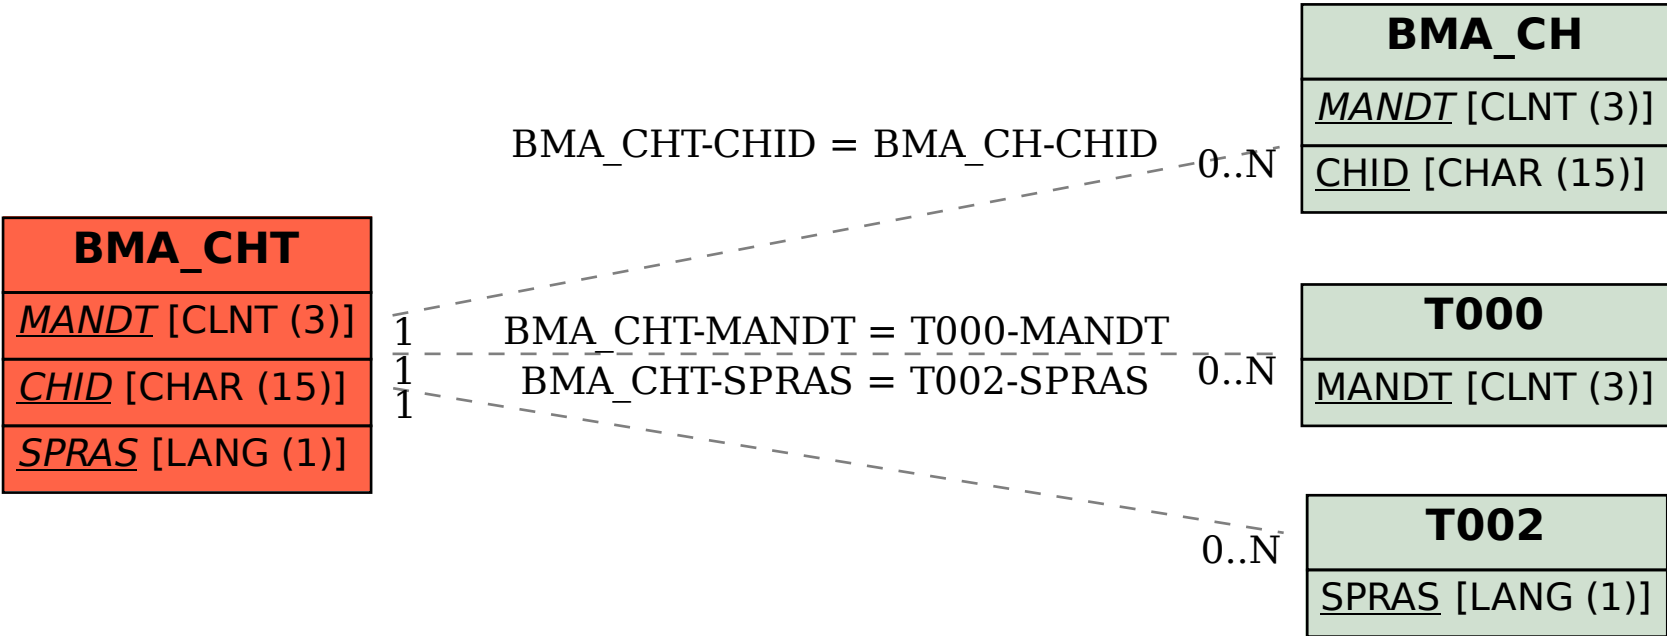 BMA_CHT
MANDT [CLNT (3)]
CHID [CHAR (15)]
SPRAS [LANG (1)]
BMA_CHT-CHID = BMA_CH-CHID
0..N
1
BMA_CHT-MANDT = T000-MANDT
1
0..N
BMA_CHT-SPRAS = T002-SPRAS
1
0..N
BMA_CH
MANDT [CLNT (3)]
CHID [CHAR (15)]
T000
MANDT [CLNT (3)]
T002
SPRAS [LANG (1)]